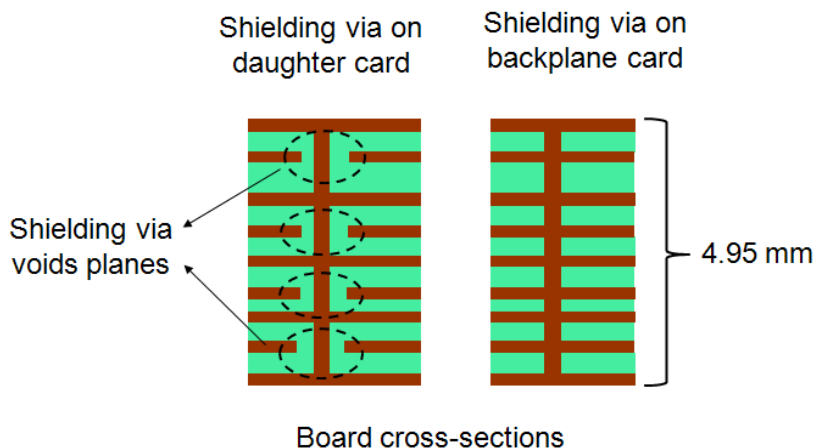 Shielding via on
daughter card
Shielding via on
backplane card
Shielding via
voids planes
4.95 mm
Board cross-sections